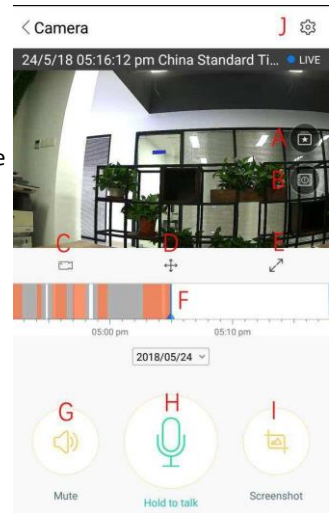 < Camera J
24/5/18 05:16:12 pm China Standard Ti... LIVE
A
e
B
C D E
F
05:00 pm 05:10 pm
2018/05/24
G H I
Mute Hold to talk Screenshot